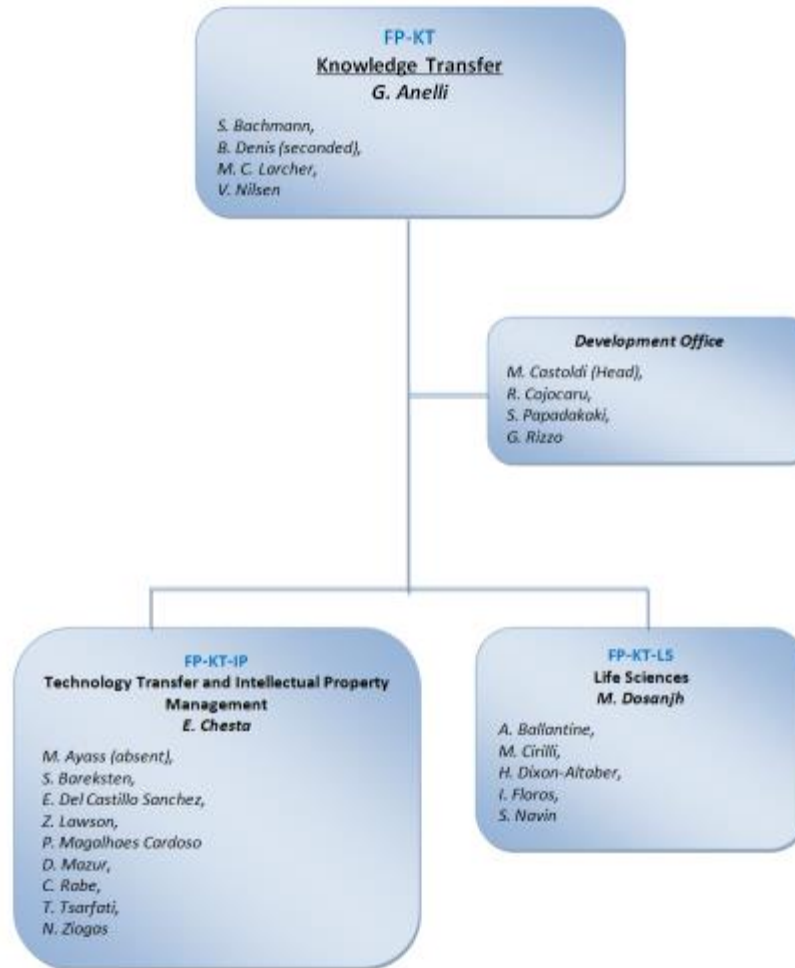 FP-KT
Knowledge Transfer
G. Anelli
S. Bachmann,
B. Denis (seconded),
M. C. Larcher,
V. Nilsen
Development Office
M. Castoldi (Head),
R. Cojocaru,
S. Papadakaki,
G. Rizzo
FP-KT-IP
Technology Transfer and Intellectual Property
Management
E. Chesta
M. Ayass (absent),
S. Bareksten,
E. Del Castillo Sanchez,
Z. Lawson,
P. Magalhaes Cardoso
D. Mazur,
C. Rabe,
T. Tsarfati,
N. Ziogas
FP-KT-LS
Life Sciences
M. Dosanjh
A. Ballantine,
M. Cirilli,
H. Dixon-Altaber,
I. Floros,
S. Navin